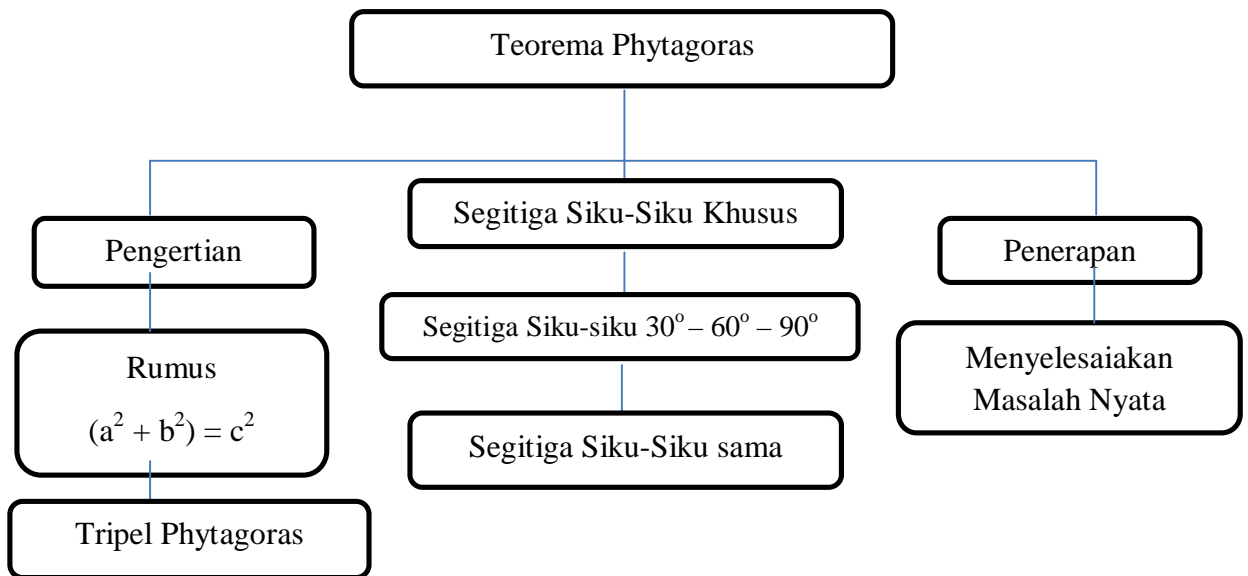 Teorema Phytagoras
Pengertian
Rumus
(a² + b²) = c²
Tripel Phytagoras
Segitiga Siku-Siku Khusus
Segitiga Siku-siku 30° – 60° – 90°
Segitiga Siku-Siku sama
Penerapan
Menyelesaiakan
Masalah Nyata